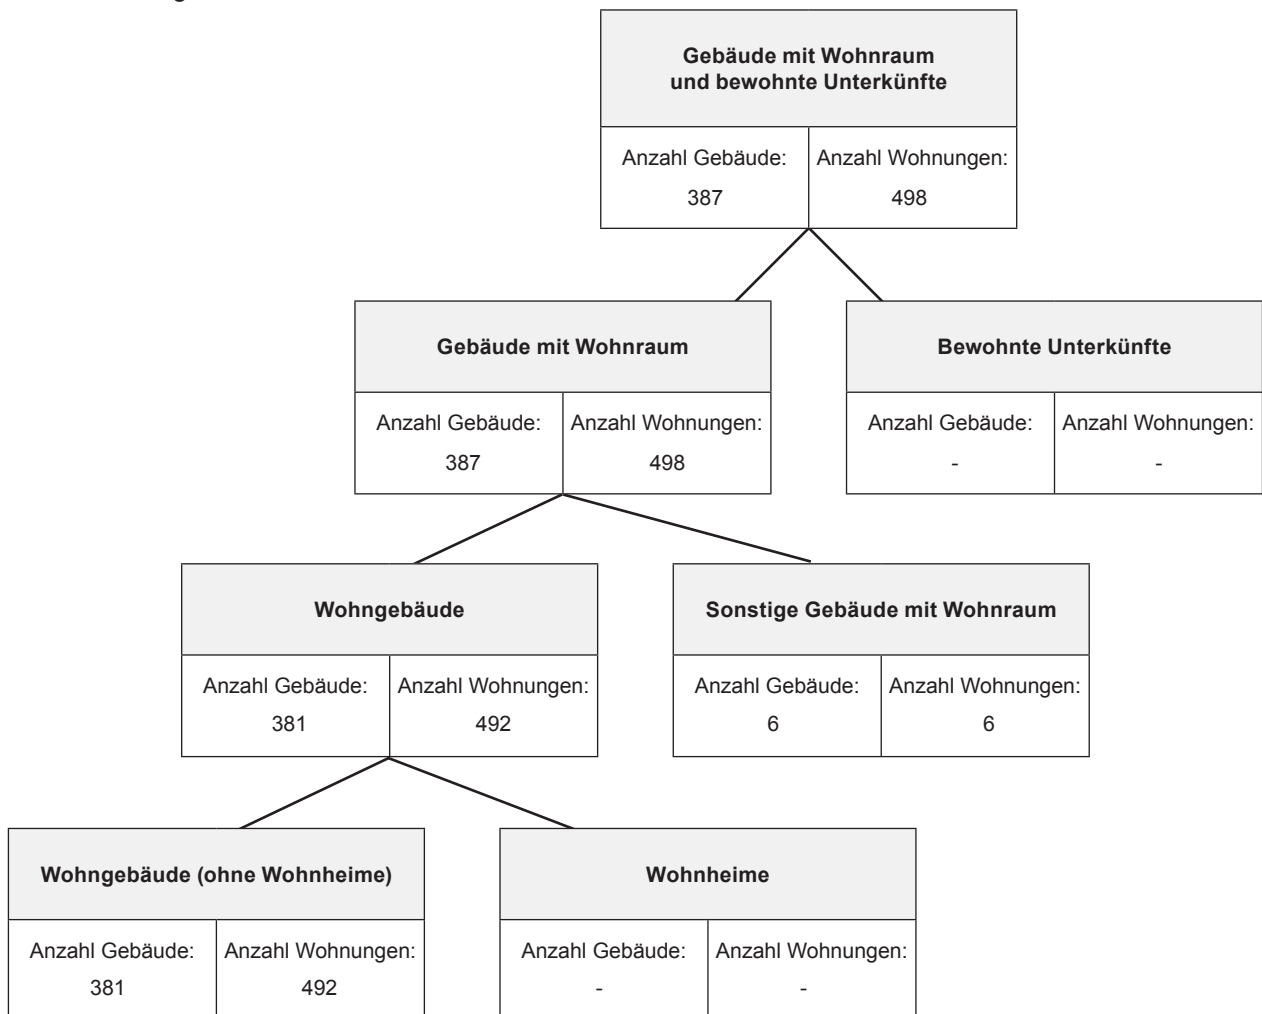 Gebäude mit Wohnraum
und bewohnte Unterkünfte
Anzahl Gebäude: Anzahl Wohnungen:
387 498
Gebäude mit Wohnraum
Bewohnte Unterkünfte
Anzahl Gebäude: Anzahl Wohnungen:
387 498
Anzahl Gebäude: Anzahl Wohnungen:
- -
Wohngebäude
Sonstige Gebäude mit Wohnraum
Anzahl Gebäude: Anzahl Wohnungen:
381 492
Anzahl Gebäude: Anzahl Wohnungen:
6 6
Wohngebäude (ohne Wohnheime)
Wohnheime
Anzahl Gebäude: Anzahl Wohnungen:
381 492
Anzahl Gebäude: Anzahl Wohnungen:
- -